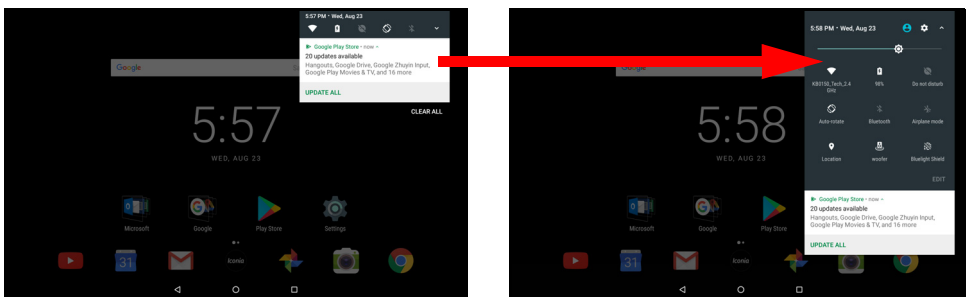 5:57 PM • Wed, Aug 23
Google Play Store • now
20 updates available
Hangouts, Google Drive, Google Zhuyin Input,
Google Play Movies & TV, and 16 more
UPDATE ALL
CLEAR ALL
Google
5:57
WED, AUG 23
Microsoft
Google
Play Store
Settings
31
Iconia
5:58 PM • Wed, Aug 23
KB3150_Tech_2.4
GHz
98%
Do not disturb
Auto-rotate
Bluetooth
Airplane mode
Location
woofer
Bluelight Shield
EDIT
Google Play Store • now
20 updates available
Hangouts, Google Drive, Google Zhuyin Input,
Google Play Movies & TV, and 16 more
UPDATE ALL
Google
5:58
WED, AUG 23
Microsoft
Google
Play Store
31
Iconia